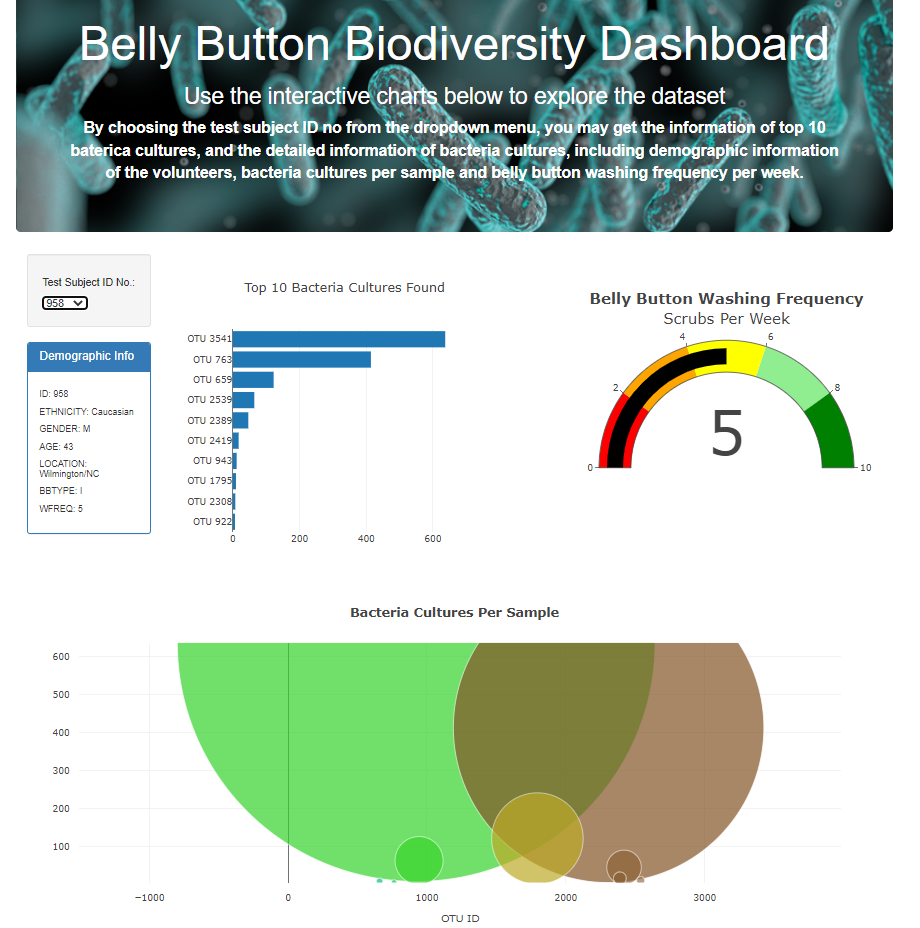 Belly Button Biodiversity Dashboard
Use the interactive charts below to explore the dataset
By choosing the test subject ID no from the dropdown menu, you may get the information of top 10
baterica cultures, and the detailed information of bacteria cultures, including demographic information
of the volunteers, bacteria cultures per sample and belly button washing frequency per week.
Test Subject ID No.:
958
Demographic Info
ID: 958
ETHNICITY: Caucasian
GENDER: M
AGE: 43
LOCATION:
Wilmington/NC
BBTYPE: I
WFREQ: 5
Top 10 Bacteria Cultures Found
OTU 3541
OTU 763
OTU 659
OTU 2539
OTU 2389
OTU 2419
OTU 943
OTU 1795
OTU 2308
OTU 922
0 200 400 600
Belly Button Washing Frequency
Scrubs Per Week
4 6
2 8
5
0 10
Bacteria Cultures Per Sample
600
500
400
300
200
100
−1000 0 1000 2000 3000
OTU ID